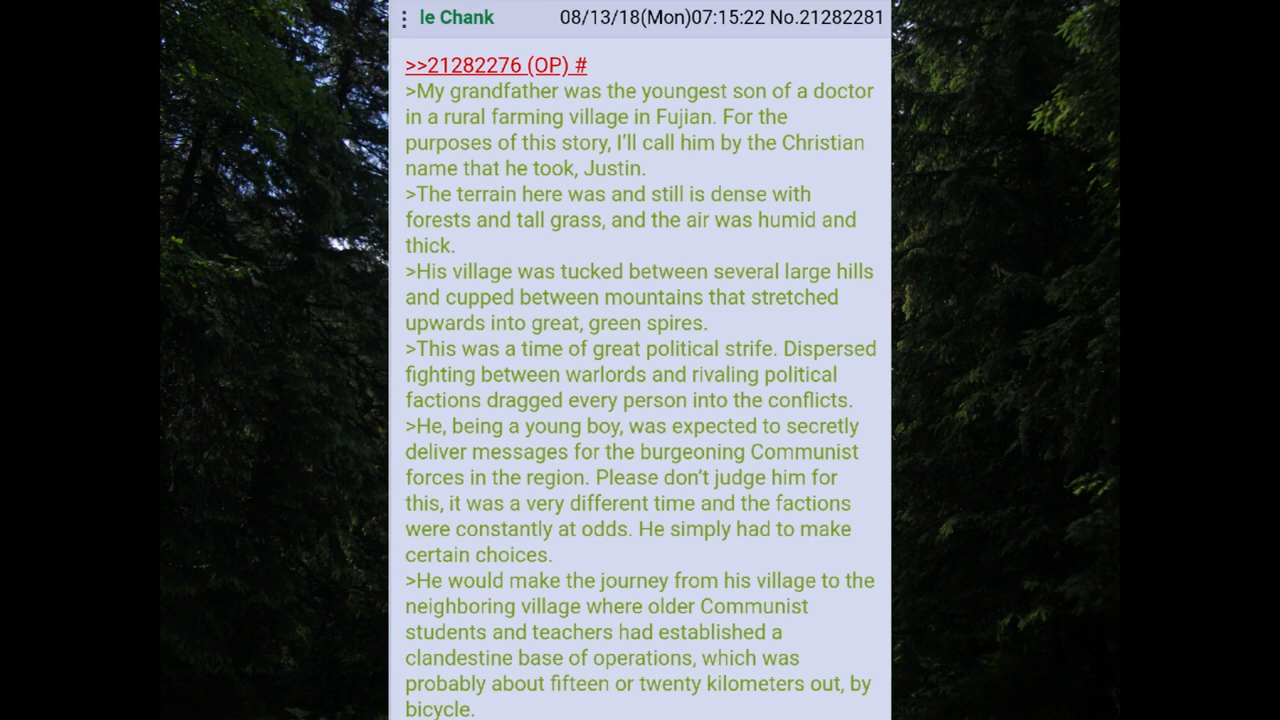 le Chank 08/13/18(Mon)07:15:22 No.21282281
>>21282276 (OP) #
>My grandfather was the youngest son of a doctor
in a rural farming village in Fujian. For the
purposes of this story, I’ll call him by the Christian
name that he took, Justin.
>The terrain here was and still is dense with
forests and tall grass, and the air was humid and
thick.
>His village was tucked between several large hills
and cupped between mountains that stretched
upwards into great, green spires.
>This was a time of great political strife. Dispersed
fighting between warlords and rivaling political
factions dragged every person into the conflicts.
>He, being a young boy, was expected to secretly
deliver messages for the burgeoning Communist
forces in the region. Please don’t judge him for
this, it was a very different time and the factions
were constantly at odds. He simply had to make
certain choices.
>He would make the journey from his village to the
neighboring village where older Communist
students and teachers had established a
clandestine base of operations, which was
probably about fifteen or twenty kilometers out, by
bicycle.